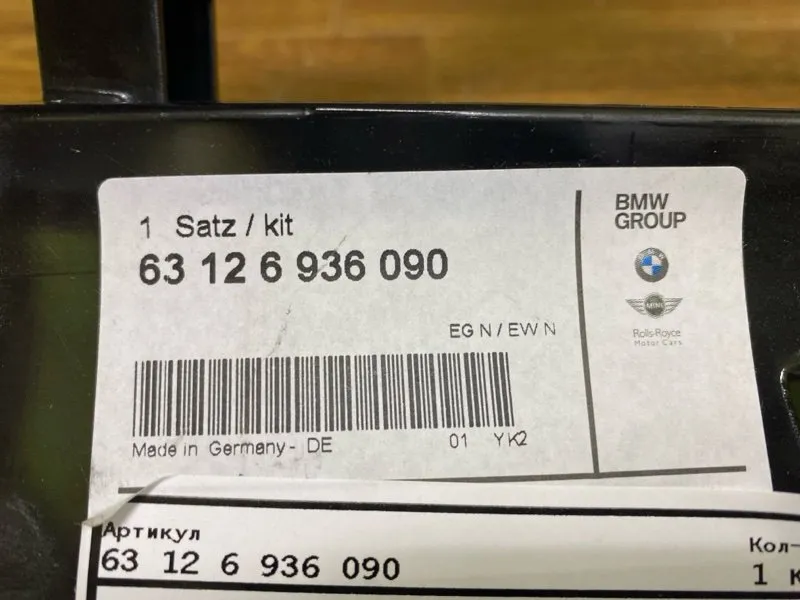 1 Satz / kit
63 12 6 936 090
EG N / EW N
Made in Germany - DE
01 YK2
BMW
GROUP
MINI
Rolls-Royce
Motor Cars
Артикул
63 12 6 936 090
Кол-
1 к